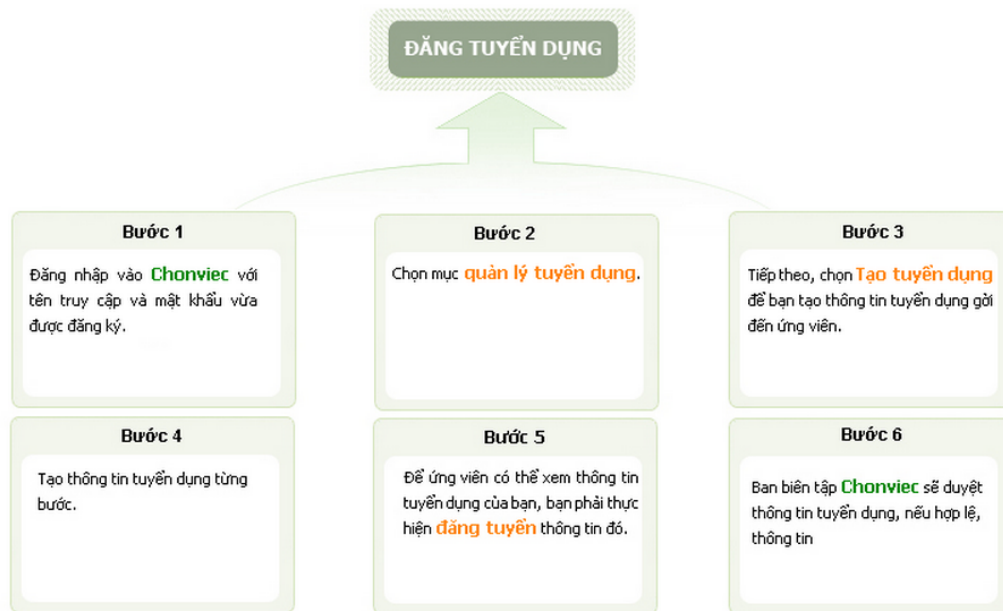 ĐĂNG TUYỂN DỤNG
Bước 1
Đăng nhập vào Chonviec với
tên truy cập và mật khẩu vừa
được đăng ký.
Bước 2
Chọn mục quản lý tuyển dụng.
Bước 3
Tiếp theo, chọn Tạo tuyển dụng
để bạn tạo thông tin tuyển dụng gởi
đến ứng viên.
Bước 4
Tạo thông tin tuyển dụng từng
bước.
Bước 5
Để ứng viên có thể xem thông tin
tuyển dụng của bạn, bạn phải thực
hiện đăng tuyển thông tin đó.
Bước 6
Ban biên tập Chonviec sẽ duyệt
thông tin tuyển dụng, nếu hợp lệ,
thông tin